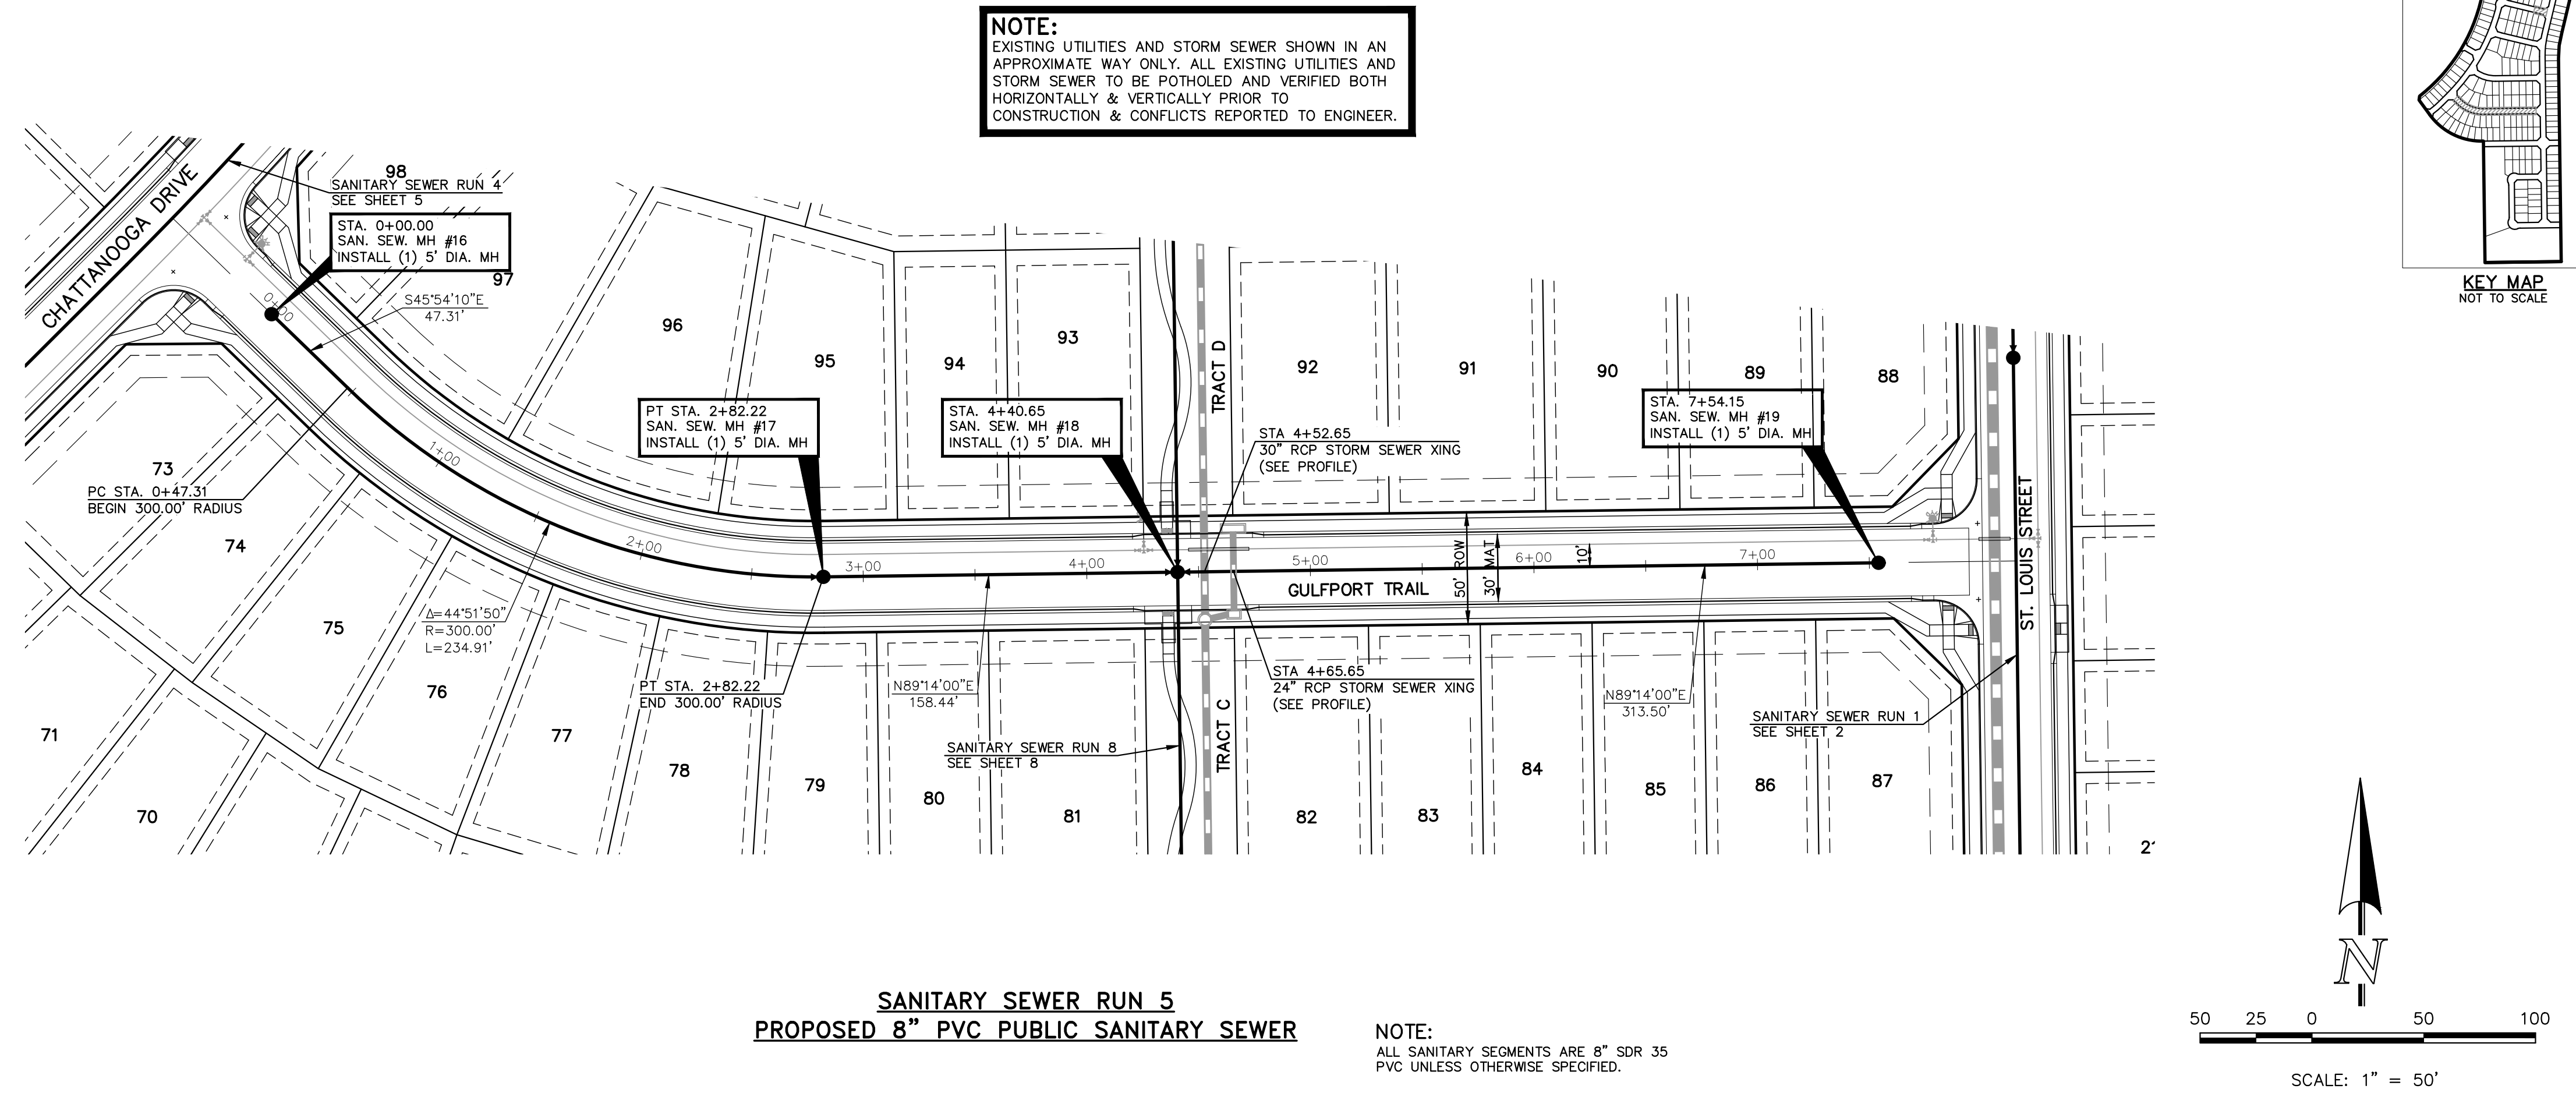 NOTE:
EXISTING UTILITIES AND STORM SEWER SHOWN IN AN
APPROXIMATE WAY ONLY. ALL EXISTING UTILITIES AND
STORM SEWER TO BE POTHOLED AND VERIFIED BOTH
HORIZONTALLY & VERTICALLY PRIOR TO
CONSTRUCTION & CONFLICTS REPORTED TO ENGINEER.
KEY MAP
NOT TO SCALE
CHATTANOOGA DRIVE
98
SANITARY SEWER RUN 4
SEE SHEET 5
STA. 0+00.00
SAN. SEW. MH #16
INSTALL (1) 5' DIA. MH
97
0+00
S45°54'10"E
47.31'
96
95
94
93
TRACT D
92
91
90
89
88
PT STA. 2+82.22
SAN. SEW. MH #17
INSTALL (1) 5' DIA. MH
STA. 4+40.65
SAN. SEW. MH #18
INSTALL (1) 5' DIA. MH
STA 4+52.65
30" RCP STORM SEWER XING
(SEE PROFILE)
STA. 7+54.15
SAN. SEW. MH #19
INSTALL (1) 5' DIA. MH
73
PC STA. 0+47.31
BEGIN 300.00' RADIUS
1+00
2+00
3+00
4+00
5+00
6+00
7+00
50' ROW
30' MAT
10'
GULFPORT TRAIL
ST. LOUIS STREET
74
75
Δ=44°51'50"
R=300.00'
L=234.91'
76
77
78
79
PT STA. 2+82.22
END 300.00' RADIUS
N89°14'00"E
158.44'
STA 4+65.65
24" RCP STORM SEWER XING
(SEE PROFILE)
N89°14'00"E
313.50'
SANITARY SEWER RUN 1
SEE SHEET 2
SANITARY SEWER RUN 8
SEE SHEET 8
TRACT C
71
70
80
81
82
83
84
85
86
87
N
SANITARY SEWER RUN 5
PROPOSED 8" PVC PUBLIC SANITARY SEWER
NOTE:
ALL SANITARY SEGMENTS ARE 8" SDR 35
PVC UNLESS OTHERWISE SPECIFIED.
50 25 0 50 100
SCALE: 1" = 50'